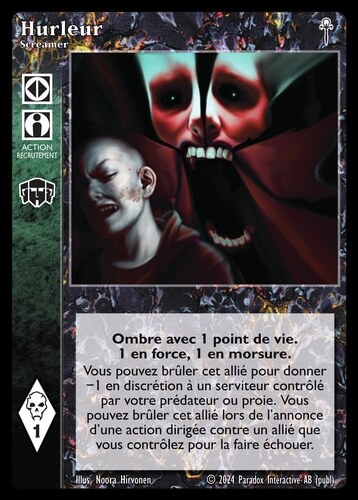 Hurleur
Screamer
ACTION
RECRUTEMENT
Ombre avec 1 point de vie.
1 en force, 1 en morsure.
Vous pouvez brûler cet allié pour donner
−1 en discrétion à un serviteur contrôlé
par votre prédateur ou proie. Vous
pouvez brûler cet allié lors de l'annonce
d'une action dirigée contre un allié que
vous contrôlez pour la faire échouer.
1
Illus. Noora Hirvonen
© 2024 Paradox Interactive AB (publ)